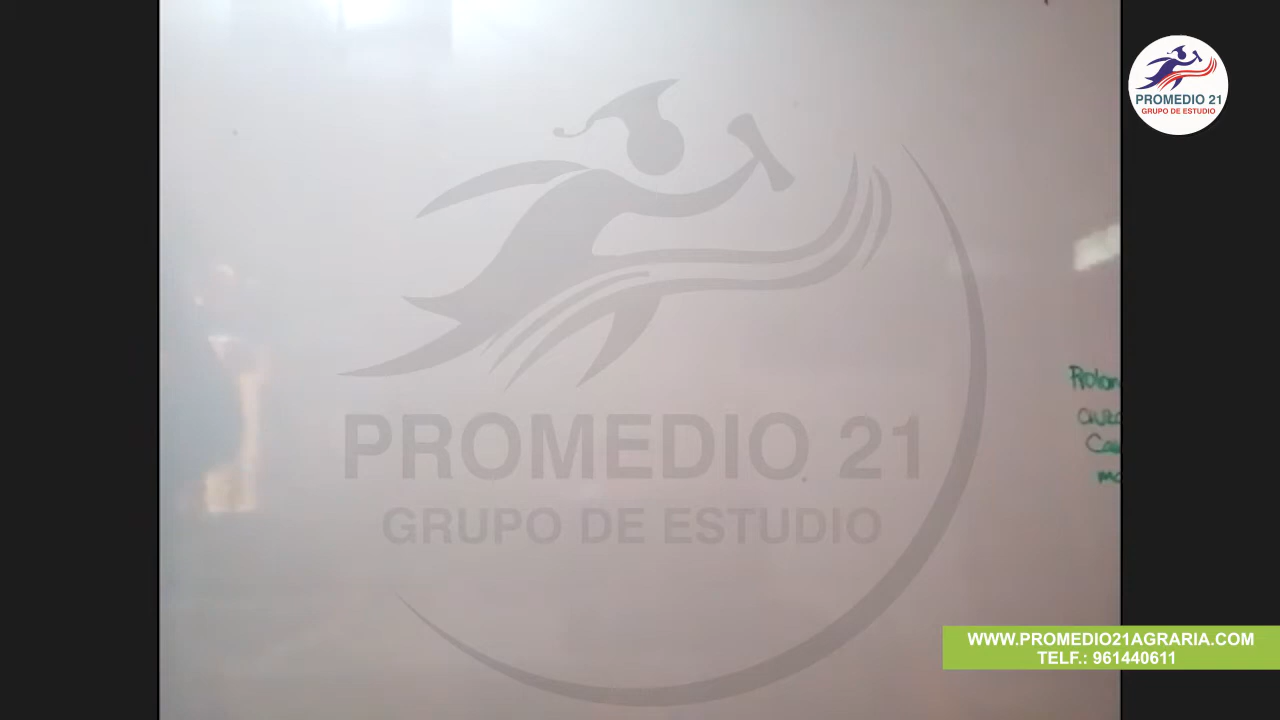 PROMEDIO 21
GRUPO DE ESTUDIO
PROMEDIO 21
GRUPO DE ESTUDIO
WWW.PROMEDIO21AGRARIA.COM
TELF.: 961440611